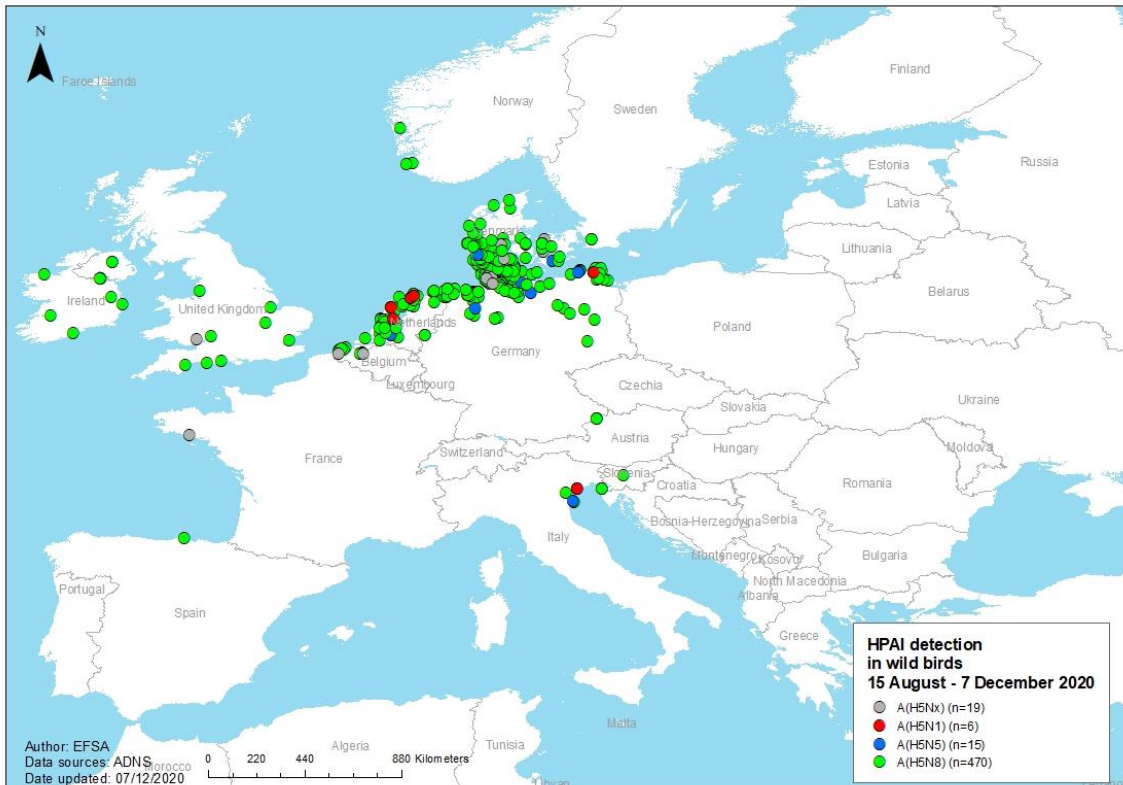 N
Faroe Islands
Finland
Norway
Sweden
Russia
Estonia
Latvia
Denmark
Lithuania
Ireland
United Kingdom
Belarus
Netherlands
Poland
Germany
Belgium
Luxembourg
Czechia
Ukraine
Slovakia
Austria
Moldova
France
Switzerland
Hungary
Slovenia
Croatia
Romania
Bosnia-Herzegovina
Serbia
Italy
Montenegro
Kosovo
Bulgaria
Portugal
North Macedonia
Spain
Albania
Greece
HPAI detection
in wild birds
15 August - 7 December 2020
A(H5Nx) (n=19)
A(H5N1) (n=6)
A(H5N5) (n=15)
A(H5N8) (n=470)
Malta
Algeria
Tunisia
Morocco
Author: EFSA
Data sources: ADNS
Date updated: 07/12/2020
0 220 440 880 Kilometers